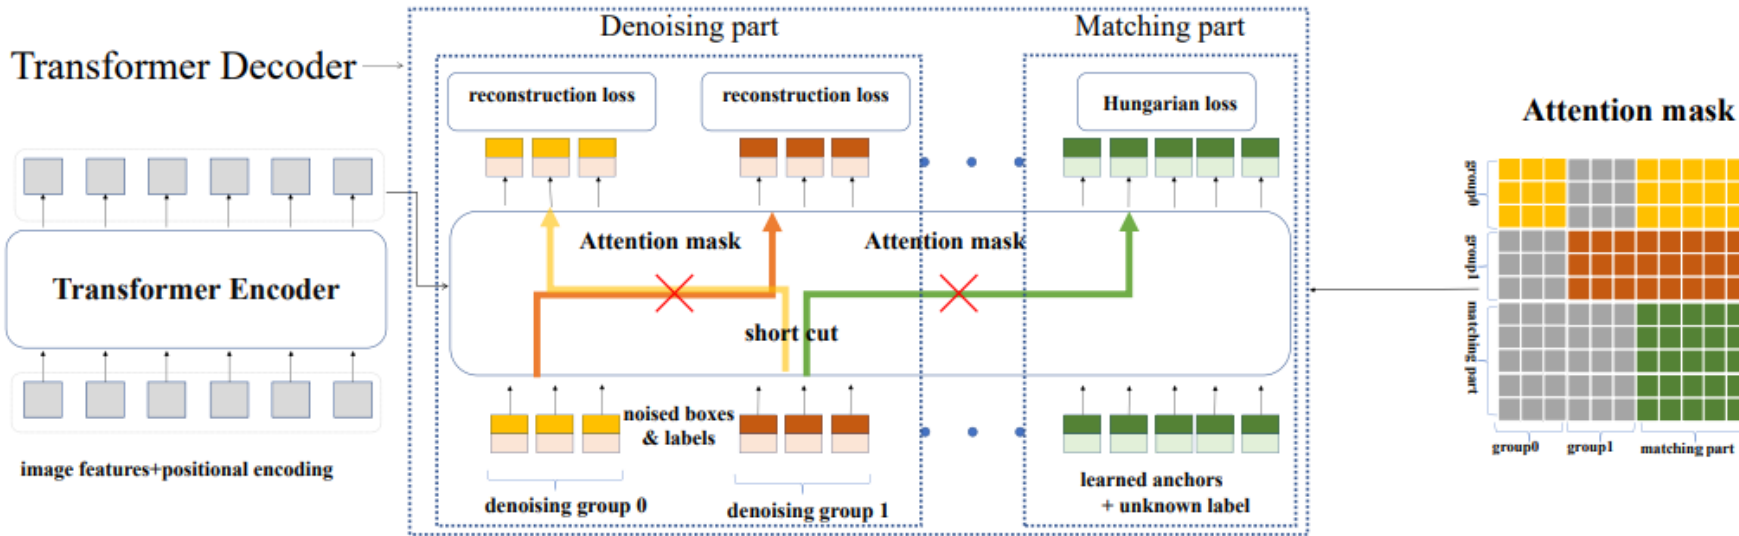 Denoising part
Matching part
Transformer Decoder
reconstruction loss
reconstruction loss
Hungarian loss
Attention mask
group0
group1
matching part
Attention mask
Attention mask
Transformer Encoder
short cut
noised boxes
& labels
image features+positional encoding
denoising group 0
denoising group 1
learned anchors
+ unknown label
group0
group1
matching part